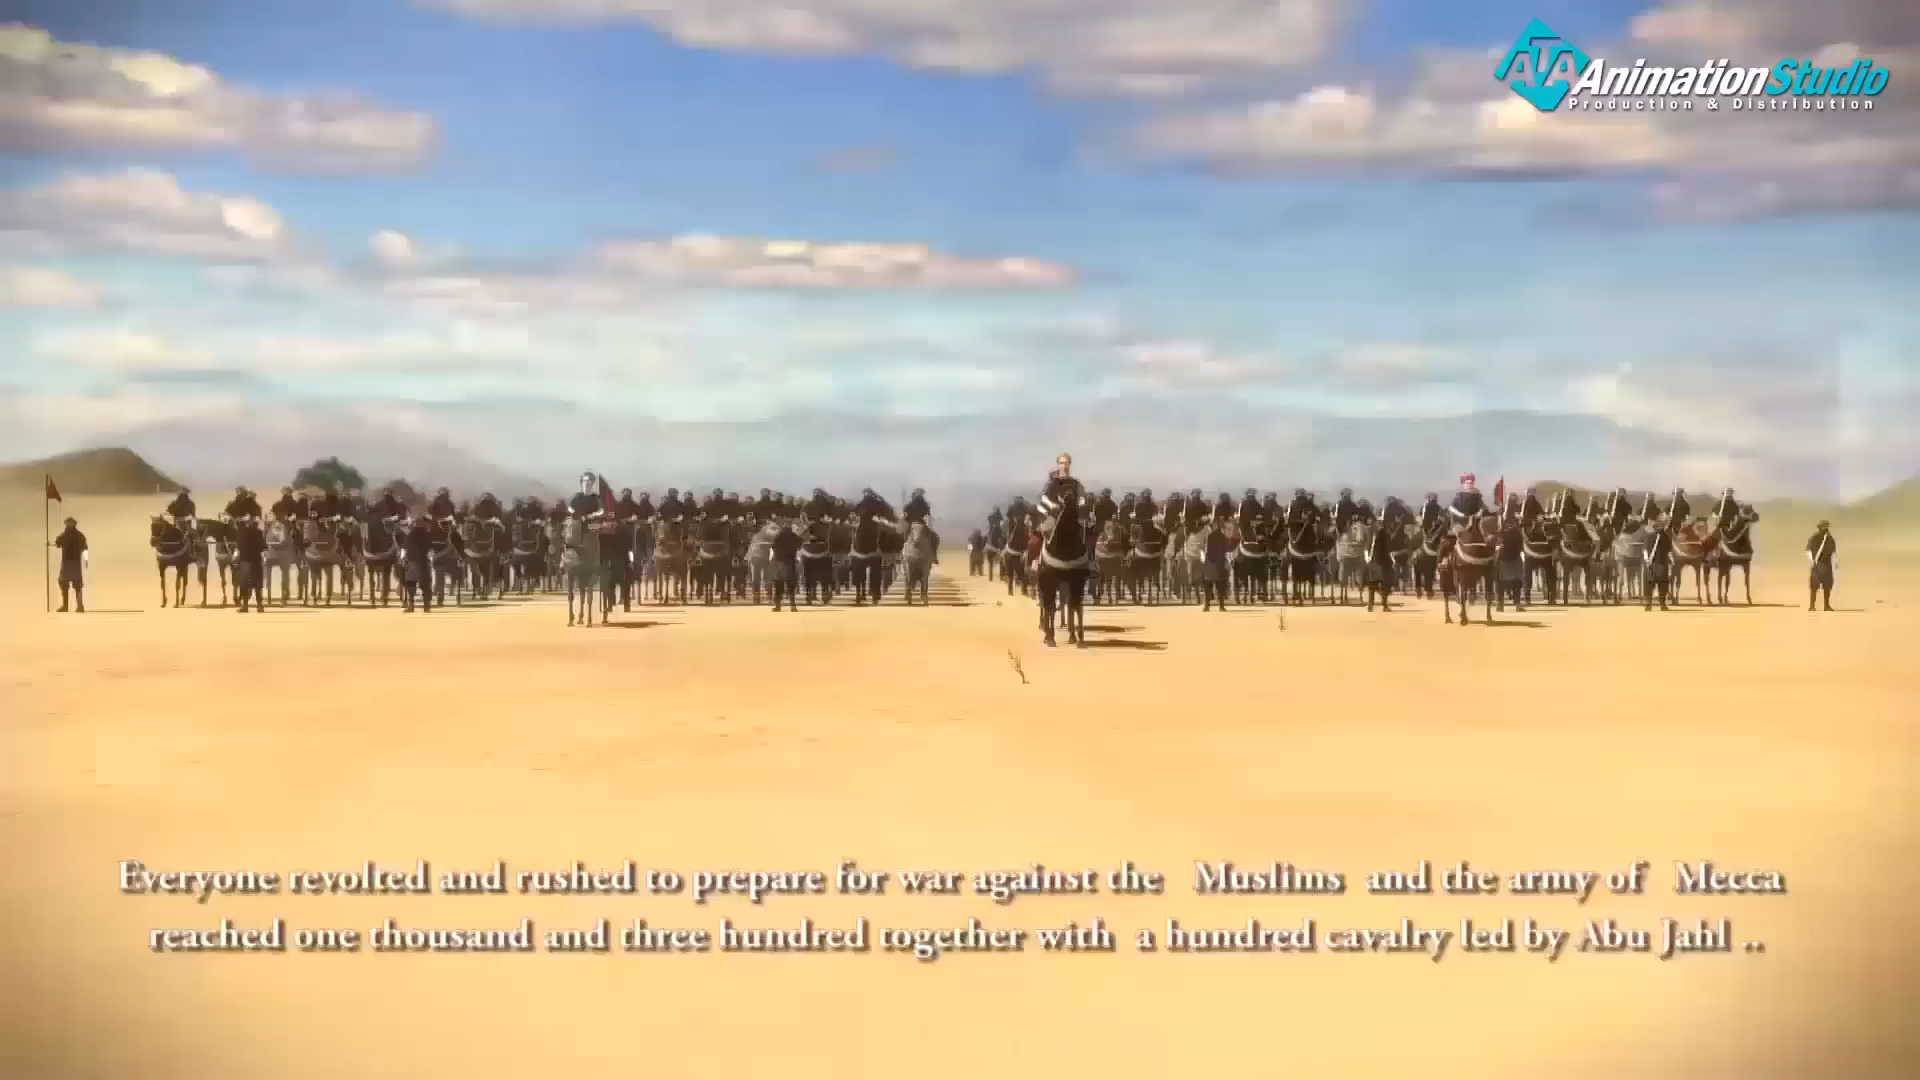 ATA AnimationStudio
Production & Distribution
Everyone revolted and rushed to prepare for war against the Muslims and the army of Mecca
reached one thousand and three hundred together with a hundred cavalry led by Abu Jahl ..